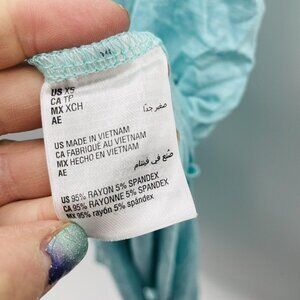 US XS
CA TP
MX XCH
AE صغير جدًا
US MADE IN VIETNAM
CA FABRIQUÉ AU VIETNAM
MX HECHO EN VIETNAM
AE صُنع في فيتنام
US 95% RAYON 5% SPANDEX
CA 95% RAYONNE 5% SPANDEX
MX 95% rayón 5% spándex